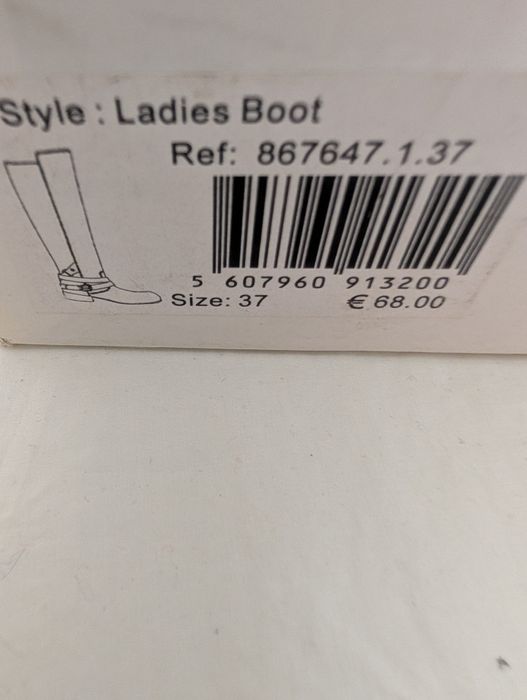 Style : Ladies Boot
Ref: 867647.1.37
5 607960 913200
Size: 37 € 68.00